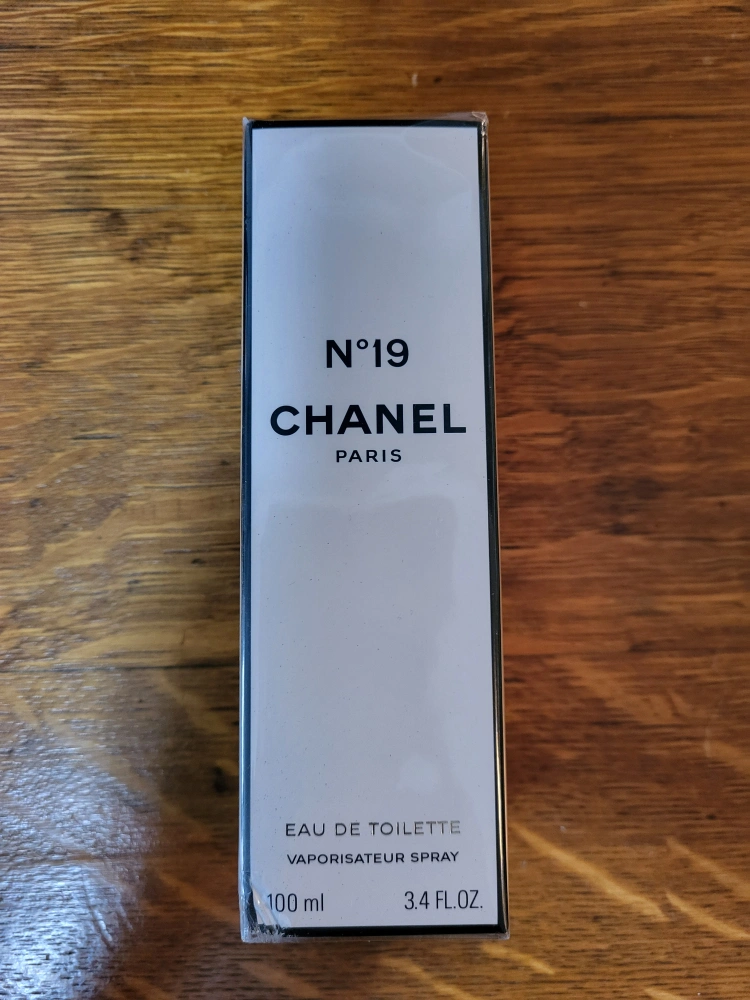 N°19
CHANEL
PARIS
EAU DE TOILETTE
VAPORISATEUR SPRAY
100 ml 3.4 FL.OZ.